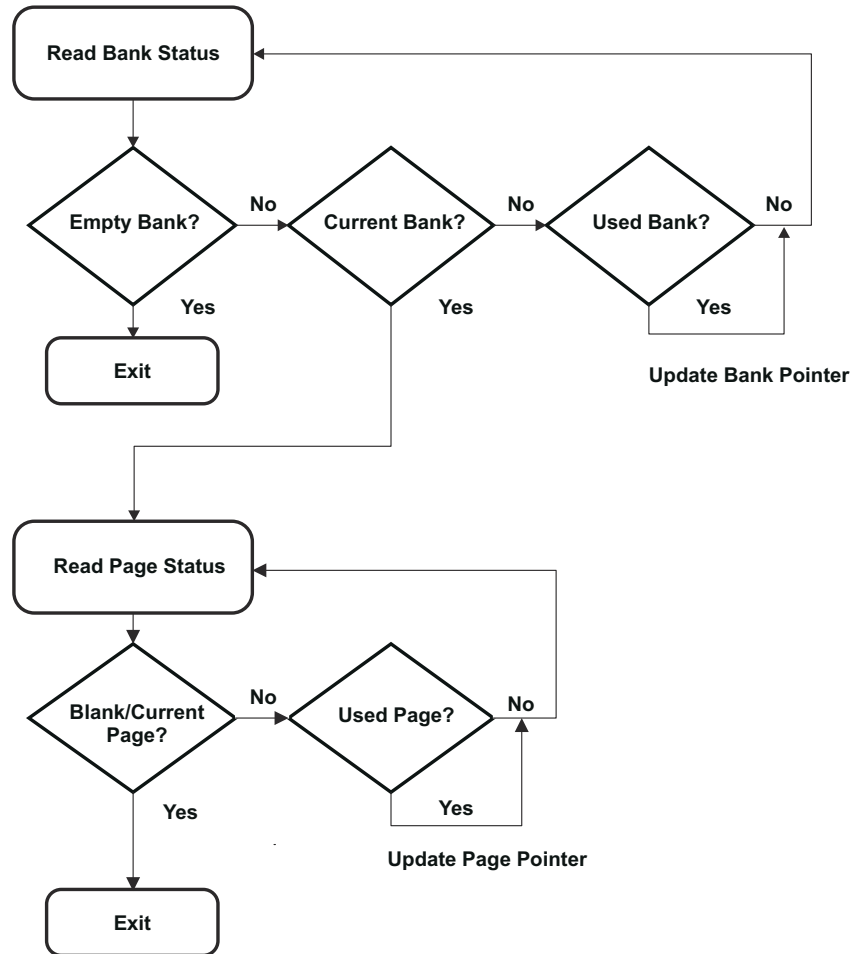 Read Bank Status
Empty Bank?
No
Current Bank?
No
Used Bank?
No
Yes
Yes
Yes
Exit
Update Bank Pointer
Read Page Status
Blank/Current
Page?
No
Used Page?
No
Yes
Yes
Update Page Pointer
Exit